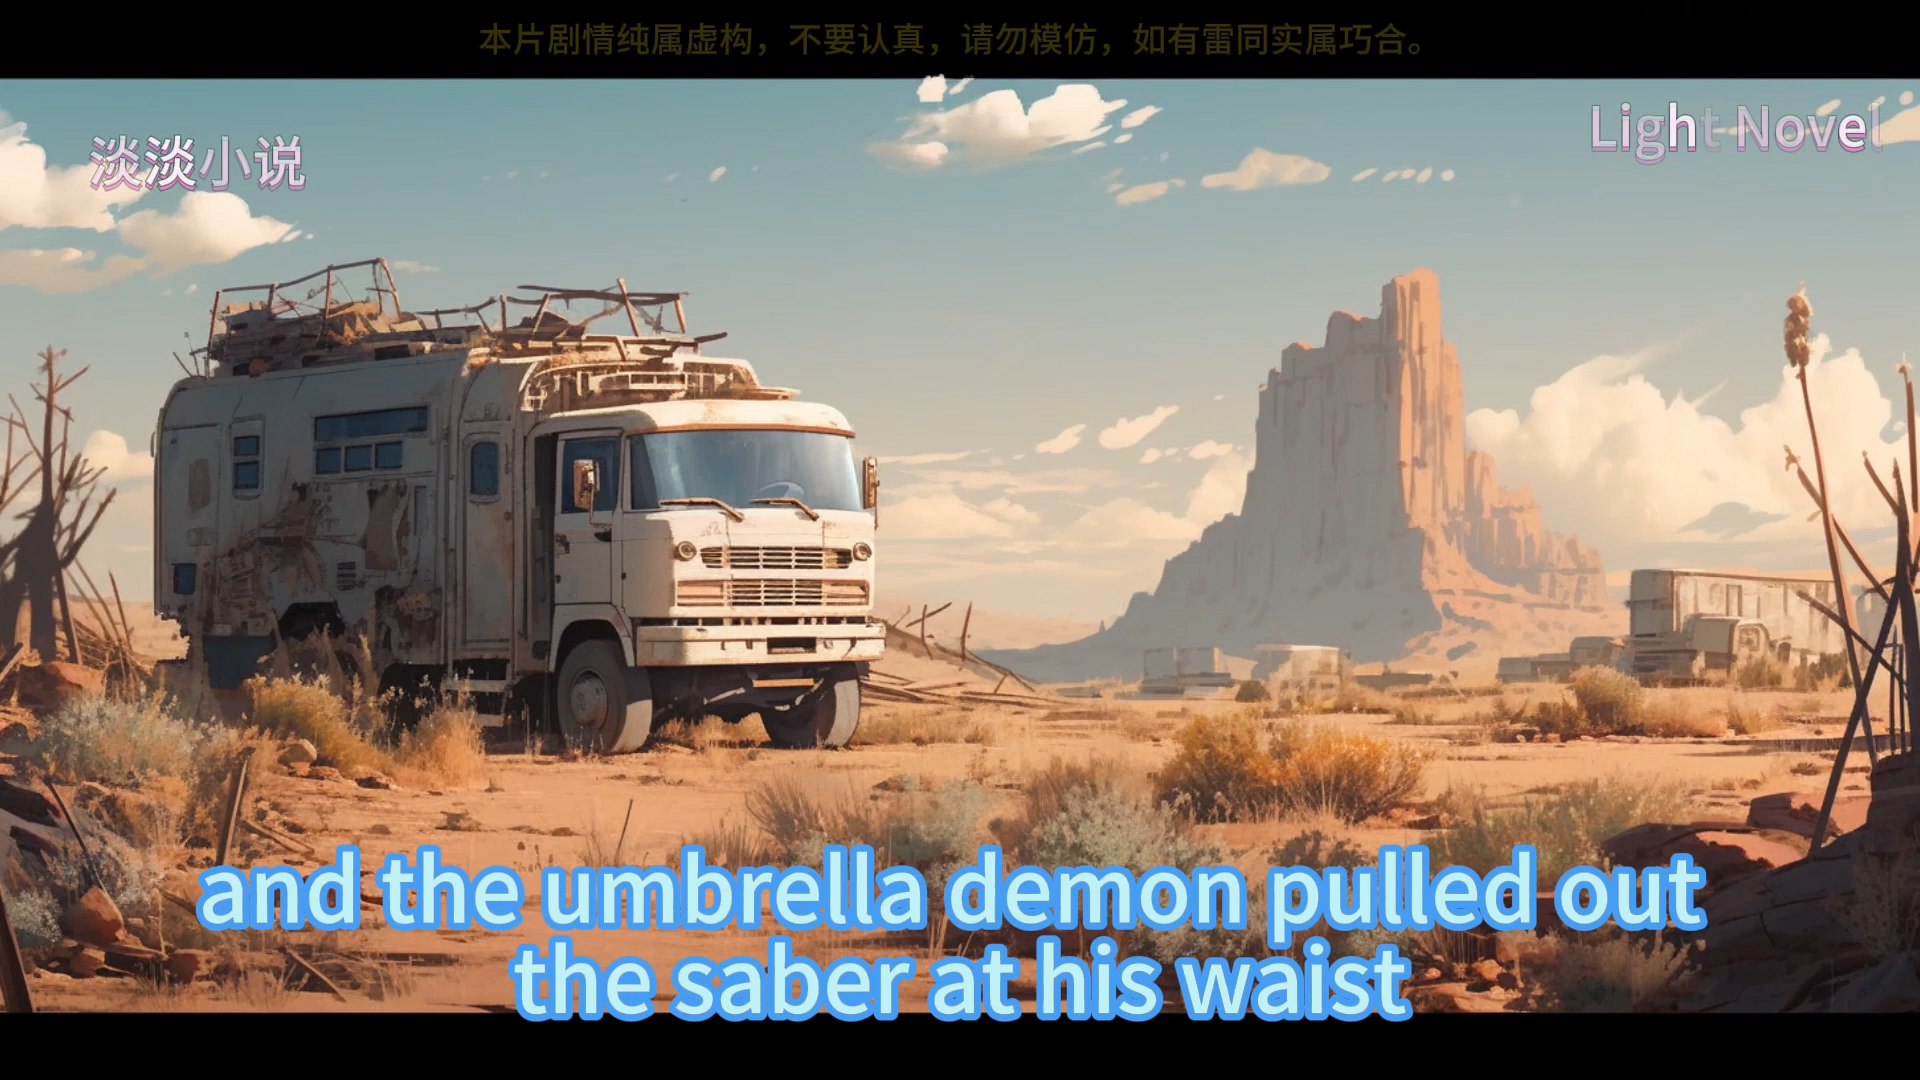 本片剧情纯属虚构，不要认真，请勿模仿，如有雷同实属巧合。
淡淡小说
Light Novel
and the umbrella demon pulled out
the saber at his waist